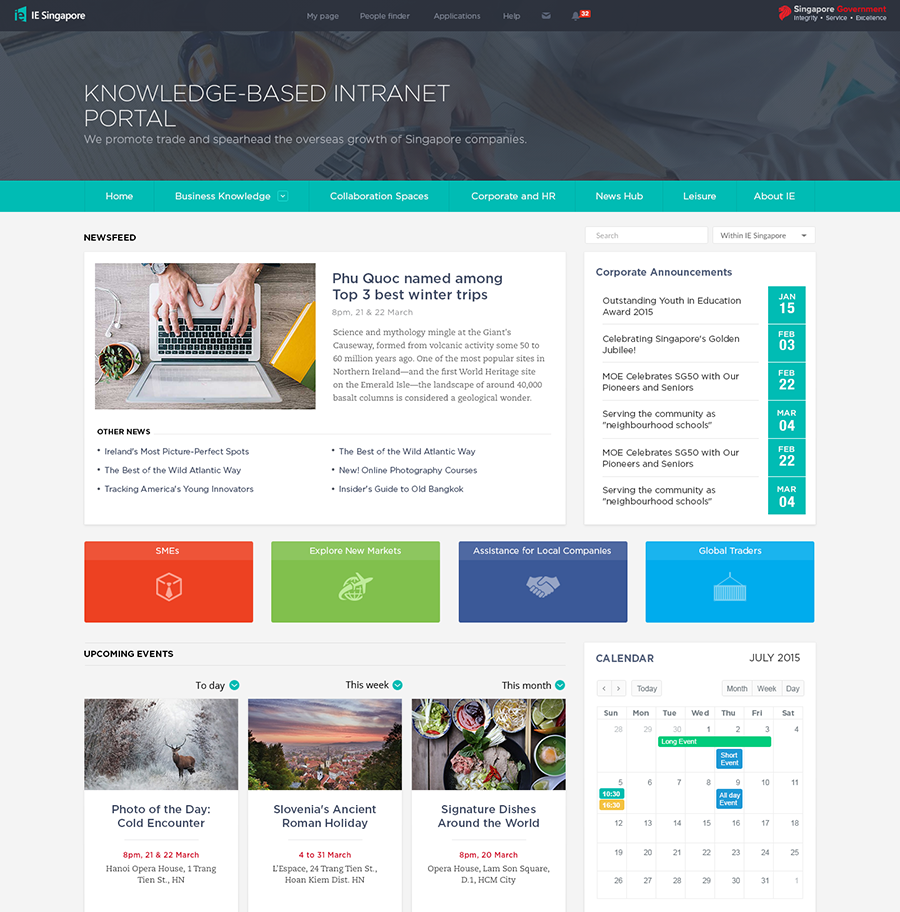 IE Singapore
My page People finder Applications Help 32
Singapore Government
Integrity • Service • Excellence
KNOWLEDGE-BASED INTRANET
PORTAL
We promote trade and spearhead the overseas growth of Singapore companies.
Home Business Knowledge Collaboration Spaces Corporate and HR News Hub Leisure About IE
NEWSFEED
Search Within IE Singapore
Phu Quoc named among
Top 3 best winter trips
8pm, 21 & 22 March
Science and mythology mingle at the Giant's
Causeway, formed from volcanic activity some 50 to
60 million years ago. One of the most popular sites in
Northern Ireland—and the first World Heritage site
on the Emerald Isle—the landscape of around 40,000
basalt columns is considered a geological wonder.
OTHER NEWS
• Ireland's Most Picture-Perfect Spots
• The Best of the Wild Atlantic Way
• Tracking America's Young Innovators
• The Best of the Wild Atlantic Way
• New! Online Photography Courses
• Insider's Guide to Old Bangkok
Corporate Announcements
Outstanding Youth in Education
Award 2015
JAN
15
Celebrating Singapore's Golden
Jubilee!
FEB
03
MOE Celebrates SG50 with Our
Pioneers and Seniors
FEB
22
Serving the community as
"neighbourhood schools"
MAR
04
MOE Celebrates SG50 with Our
Pioneers and Seniors
FEB
22
Serving the community as
"neighbourhood schools"
MAR
04
SMEs
Explore New Markets
Assistance for Local Companies
Global Traders
UPCOMING EVENTS
To day
Photo of the Day:
Cold Encounter
8pm, 21 & 22 March
Hanoi Opera House, 1 Trang
Tien St., HN
This week
Slovenia's Ancient
Roman Holiday
4 to 31 March
L'Espace, 24 Trang Tien St.,
Hoan Kiem Dist. HN
This month
Signature Dishes
Around the World
8pm, 20 March
Opera House, Lam Son Square,
D.1, HCM City
CALENDAR JULY 2015
< > Today Month Week Day
Sun Mon Tue Wed Thu Fri Sat
28 29 30 1 2 3 4
Long Event
Short
Event
5 6 7 8 9 10 11
10:30
16:30
All day
Event
12 13 14 15 16 17 18
19 20 21 22 23 24 25
26 27 28 29 30 31 1